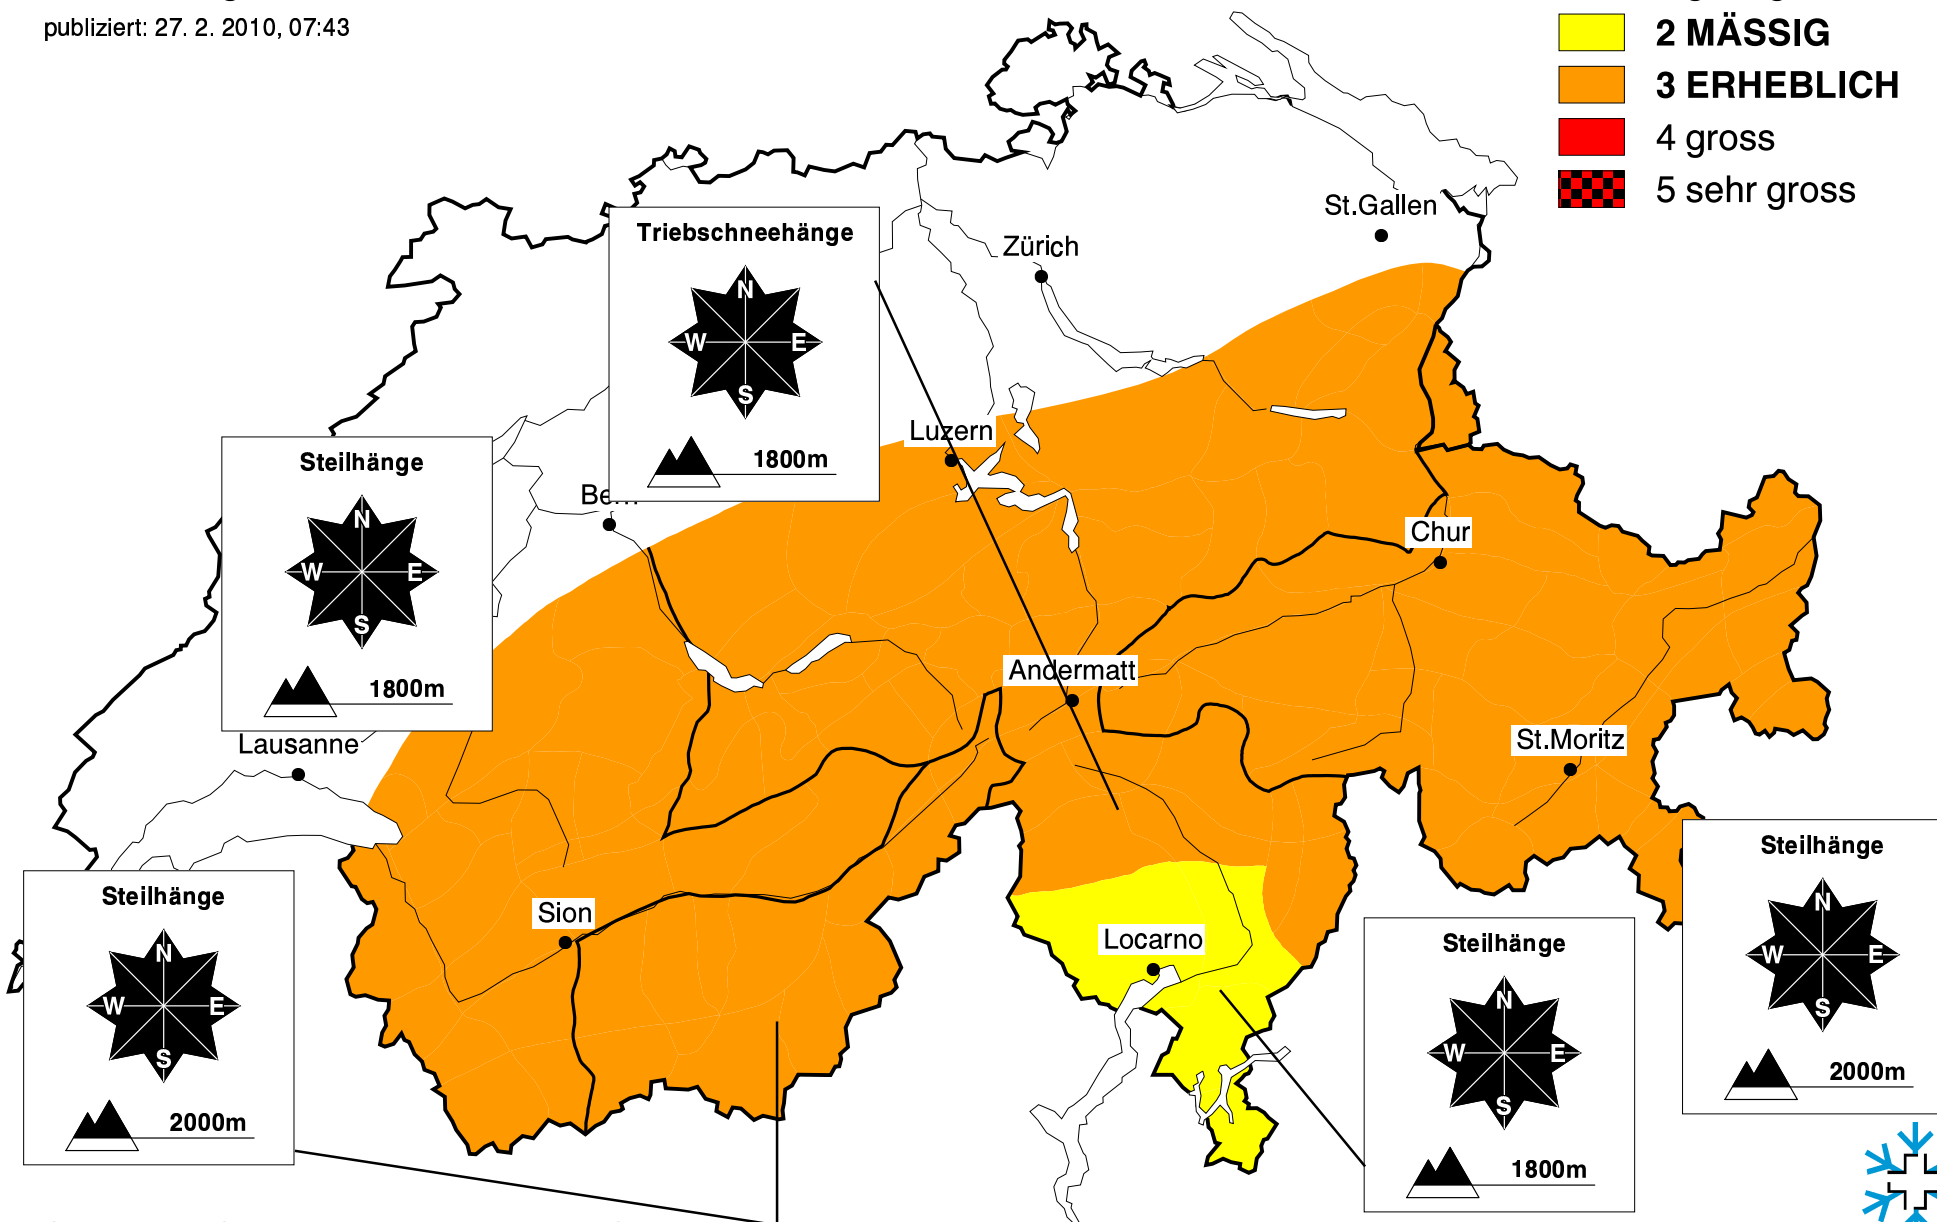 publiziert: 27. 2. 2010, 07:43
2 MÄSSIG
3 ERHEBLICH
4 gross
5 sehr gross
St.Gallen
Triebschneehänge
Zürich
N
W E
S
1800m
Luzern
Steilhänge
N
W E
S
1800m
Chur
Andermatt
Lausanne
St.Moritz
Steilhänge
N
W E
S
2000m
Sion
Locarno
Steilhänge
N
W E
S
1800m
Steilhänge
N
W E
S
2000m